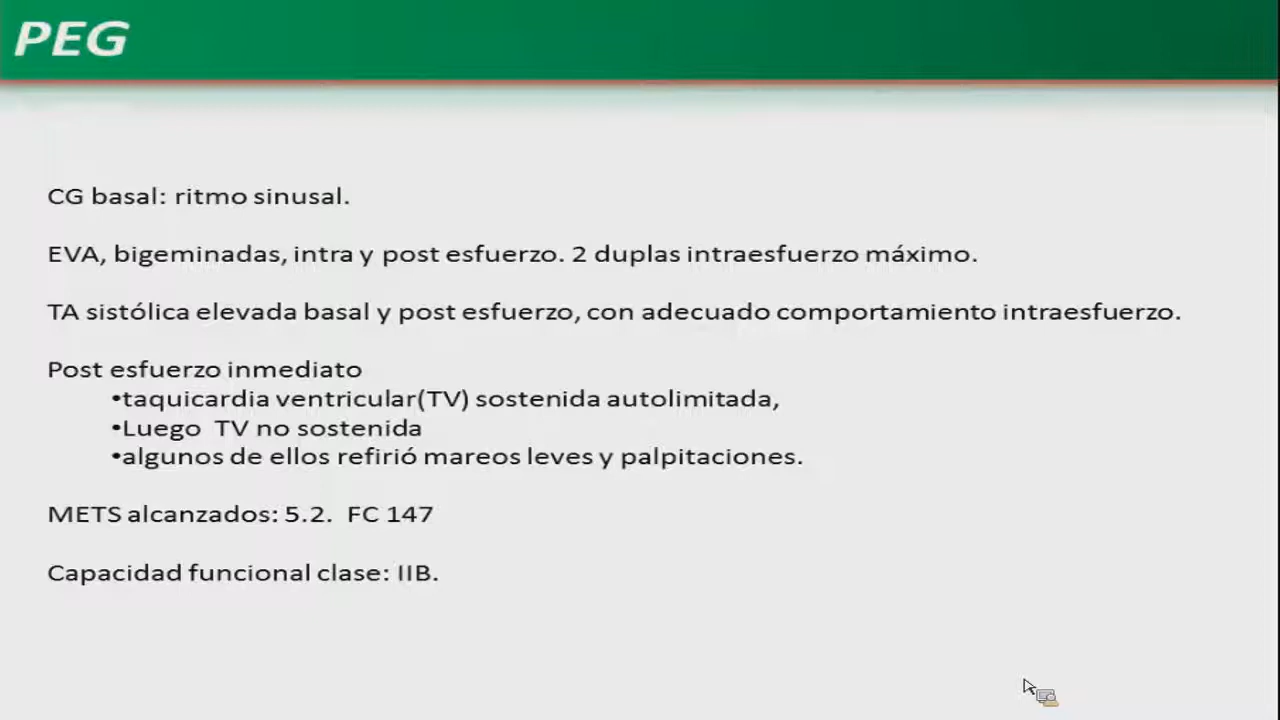 PEG
CG basal: ritmo sinusal.
EVA, bigeminadas, intra y post esfuerzo. 2 duplas intraesfuerzo máximo.
TA sistólica elevada basal y post esfuerzo, con adecuado comportamiento intraesfuerzo.
Post esfuerzo inmediato
•taquicardia ventricular(TV) sostenida autolimitada,
•Luego TV no sostenida
•algunos de ellos refirió mareos leves y palpitaciones.
METS alcanzados: 5.2. FC 147
Capacidad funcional clase: IIB.